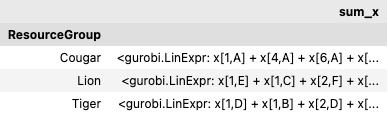 sum_x
ResourceGroup
Cougar <gurobi.LinExpr: x[1,A] + x[4,A] + x[6,A] + x[...
Lion <gurobi.LinExpr: x[1,E] + x[1,C] + x[2,F] + x[...
Tiger <gurobi.LinExpr: x[1,D] + x[1,B] + x[2,D] + x[...